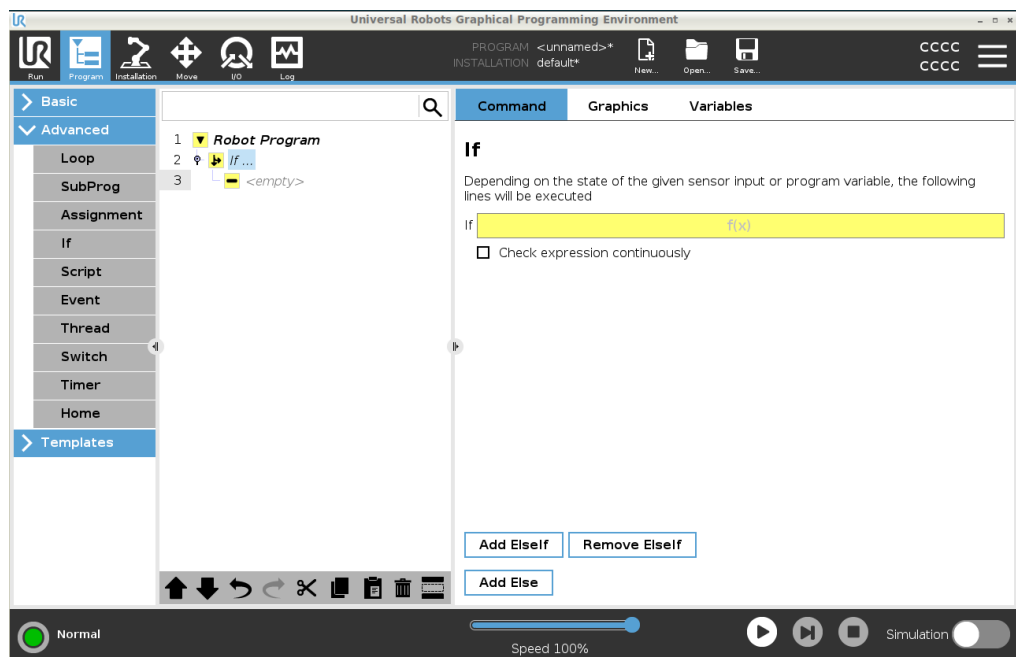 UR
Universal Robots Graphical Programming Environment
UR
Run
Program
Installation
Move
I/O
Log
PROGRAM <unnamed>*
INSTALLATION default*
New...
Open...
Save...
CCCC
CCCC
Basic
Advanced
Loop
SubProg
Assignment
If
Script
Event
Thread
Switch
Timer
Home
Templates
1 Robot Program
2 If ...
3 <empty>
Command Graphics Variables
If
Depending on the state of the given sensor input or program variable, the following
lines will be executed
If f(x)
Check expression continuously
Add ElseIf Remove ElseIf
Add Else
Normal
Speed 100%
Simulation